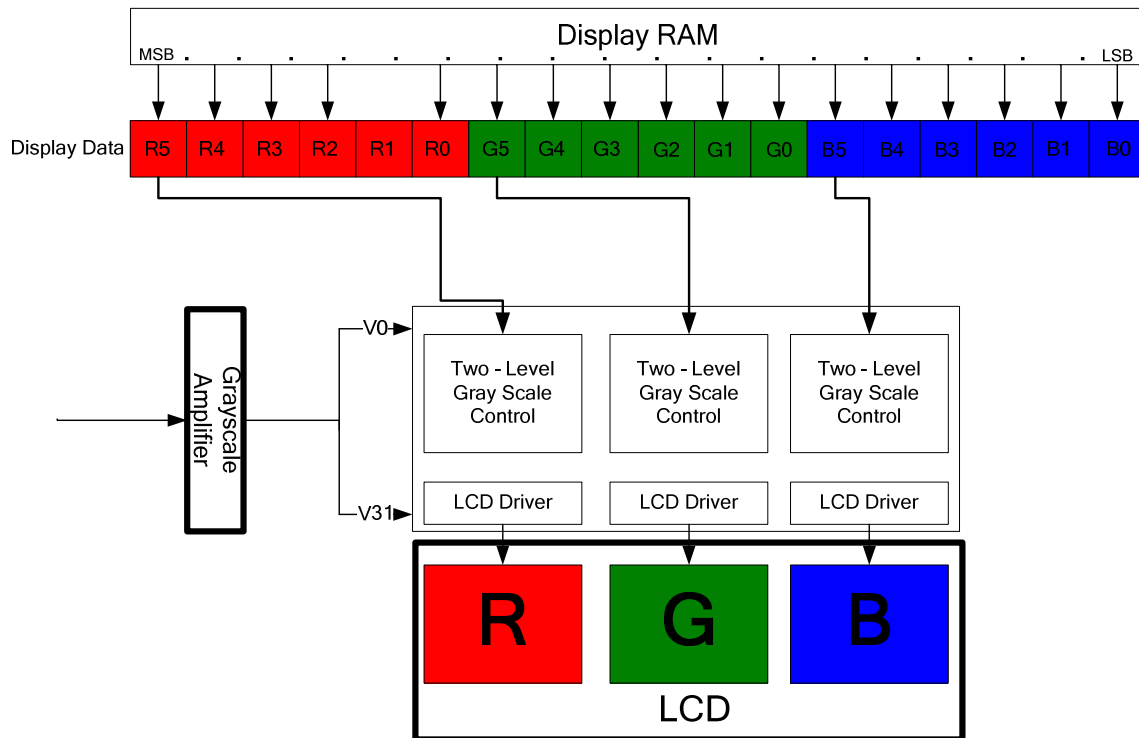 Display RAM
MSB
LSB
Display Data
R5 R4 R3 R2 R1 R0 G5 G4 G3 G2 G1 G0 B5 B4 B3 B2 B1 B0
V0
Two - Level
Gray Scale
Control
Two - Level
Gray Scale
Control
Two - Level
Gray Scale
Control
Grayscale
Amplifier
V31
LCD Driver
LCD Driver
LCD Driver
R
G
B
LCD